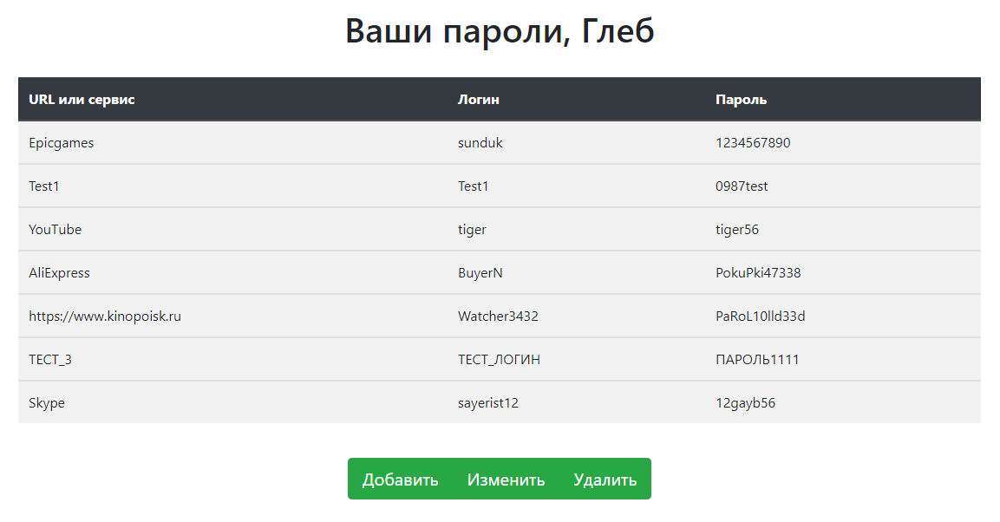 Ваши пароли, Глеб
URL или сервис Логин Пароль
Epicgames sunduk 1234567890
Test1 Test1 0987test
YouTube tiger tiger56
AliExpress BuyerN PokuPki47338
https://www.kinopoisk.ru Watcher3432 PaRoL10lld33d
ТЕСТ_3 ТЕСТ_ЛОГИН ПАРОЛЬ1111
Skype sayerist12 12gayb56
Добавить Изменить Удалить